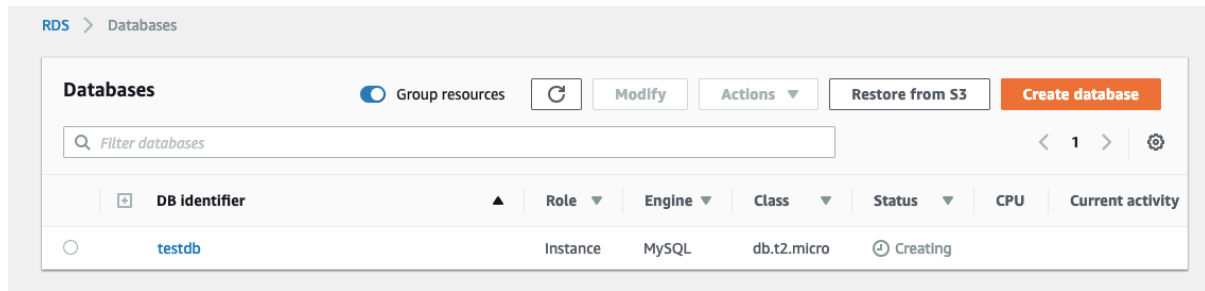 RDS > Databases
Databases Group resources Modify Actions Restore from S3 Create database
Filter databases 1
DB identifier Role Engine Class Status CPU Current activity
testdb Instance MySQL db.t2.micro Creating